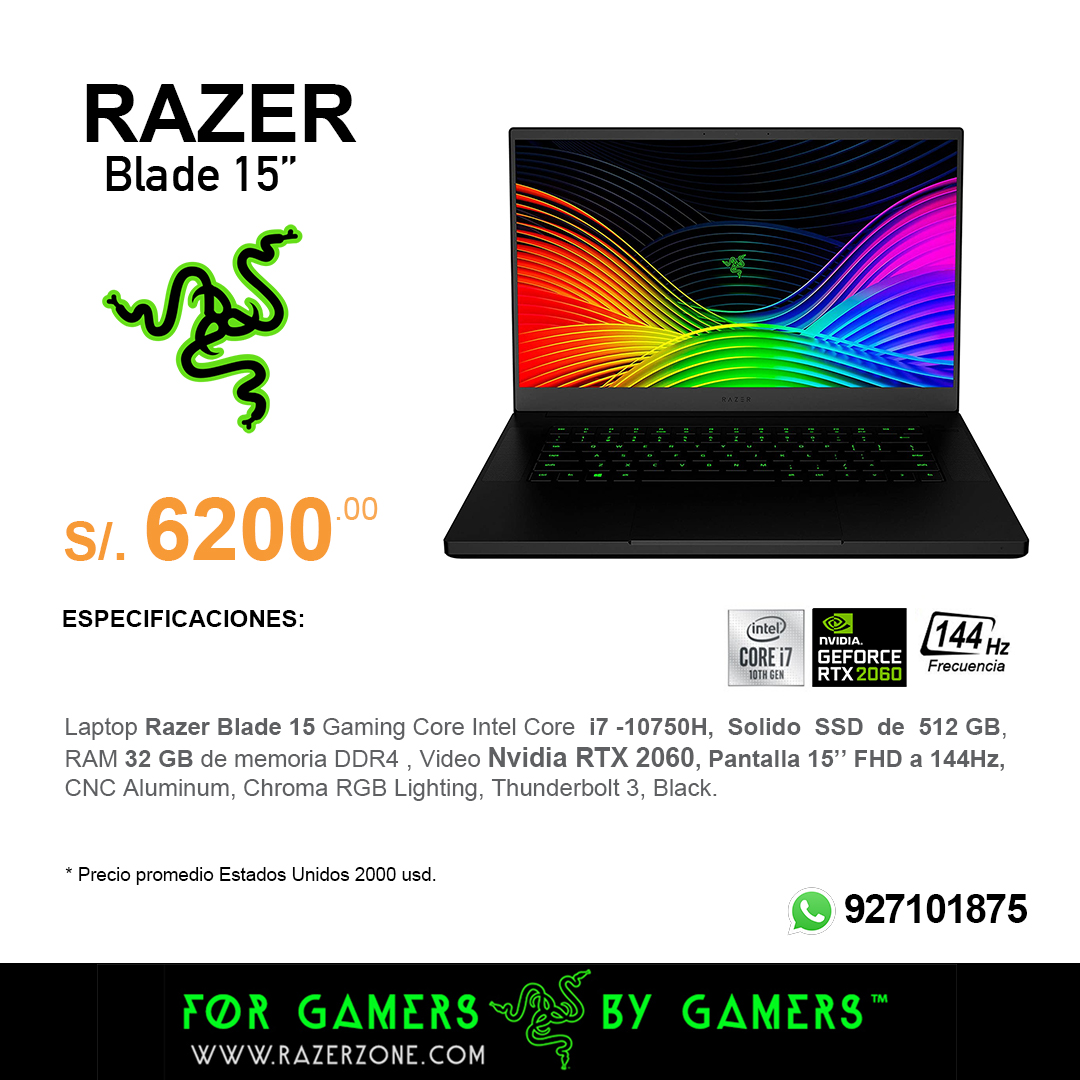 RAZER
Blade 15”
RAZER
S/. 6200.00
ESPECIFICACIONES:
intel
CORE i7
10TH GEN
NVIDIA.
GEFORCE
RTX 2060
144 Hz
Frecuencia
Laptop Razer Blade 15 Gaming Core Intel Core i7 -10750H, Solido SSD de 512 GB,
RAM 32 GB de memoria DDR4 , Video Nvidia RTX 2060, Pantalla 15’’ FHD a 144Hz,
CNC Aluminum, Chroma RGB Lighting, Thunderbolt 3, Black.
* Precio promedio Estados Unidos 2000 usd.
927101875
FOR GAMERS BY GAMERS™
WWW.RAZERZONE.COM